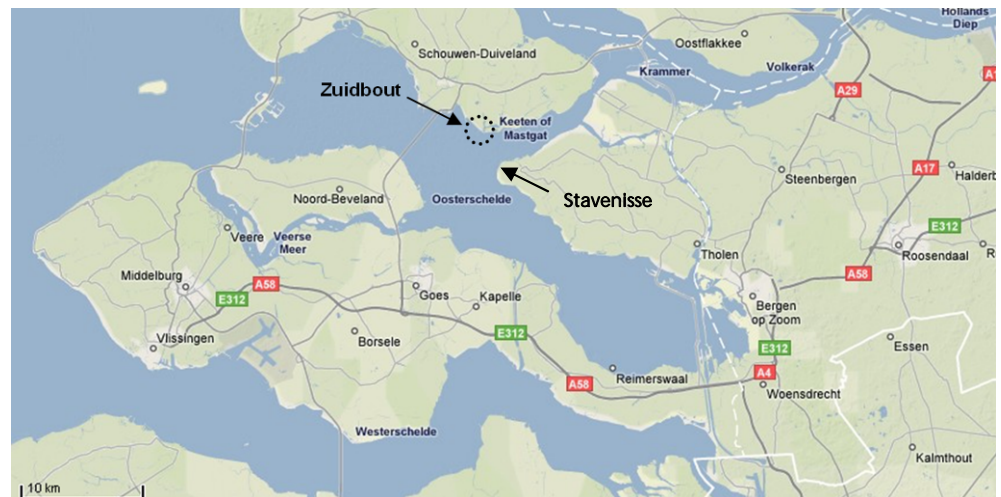 Hollands
Diep
Schouwen-Duiveland
Oostflakkee
Krammer
Volkerak
A29
Zuidbout
Keeten of
Mastgat
A17
Halderb
Steenbergen
Noord-Beveland
Oosterschelde
Stavenisse
E312
Veere
Veerse
Meer
Tholen
Roosendaal
R
Middelburg
A58
A58
E312
Goes
Kapelle
Bergen
op Zoom
Vlissingen
Borsele
E312
E312
Essen
Reimerswaal
A58
A4
Woensdrecht
Westerschelde
Kalmthout
10 km